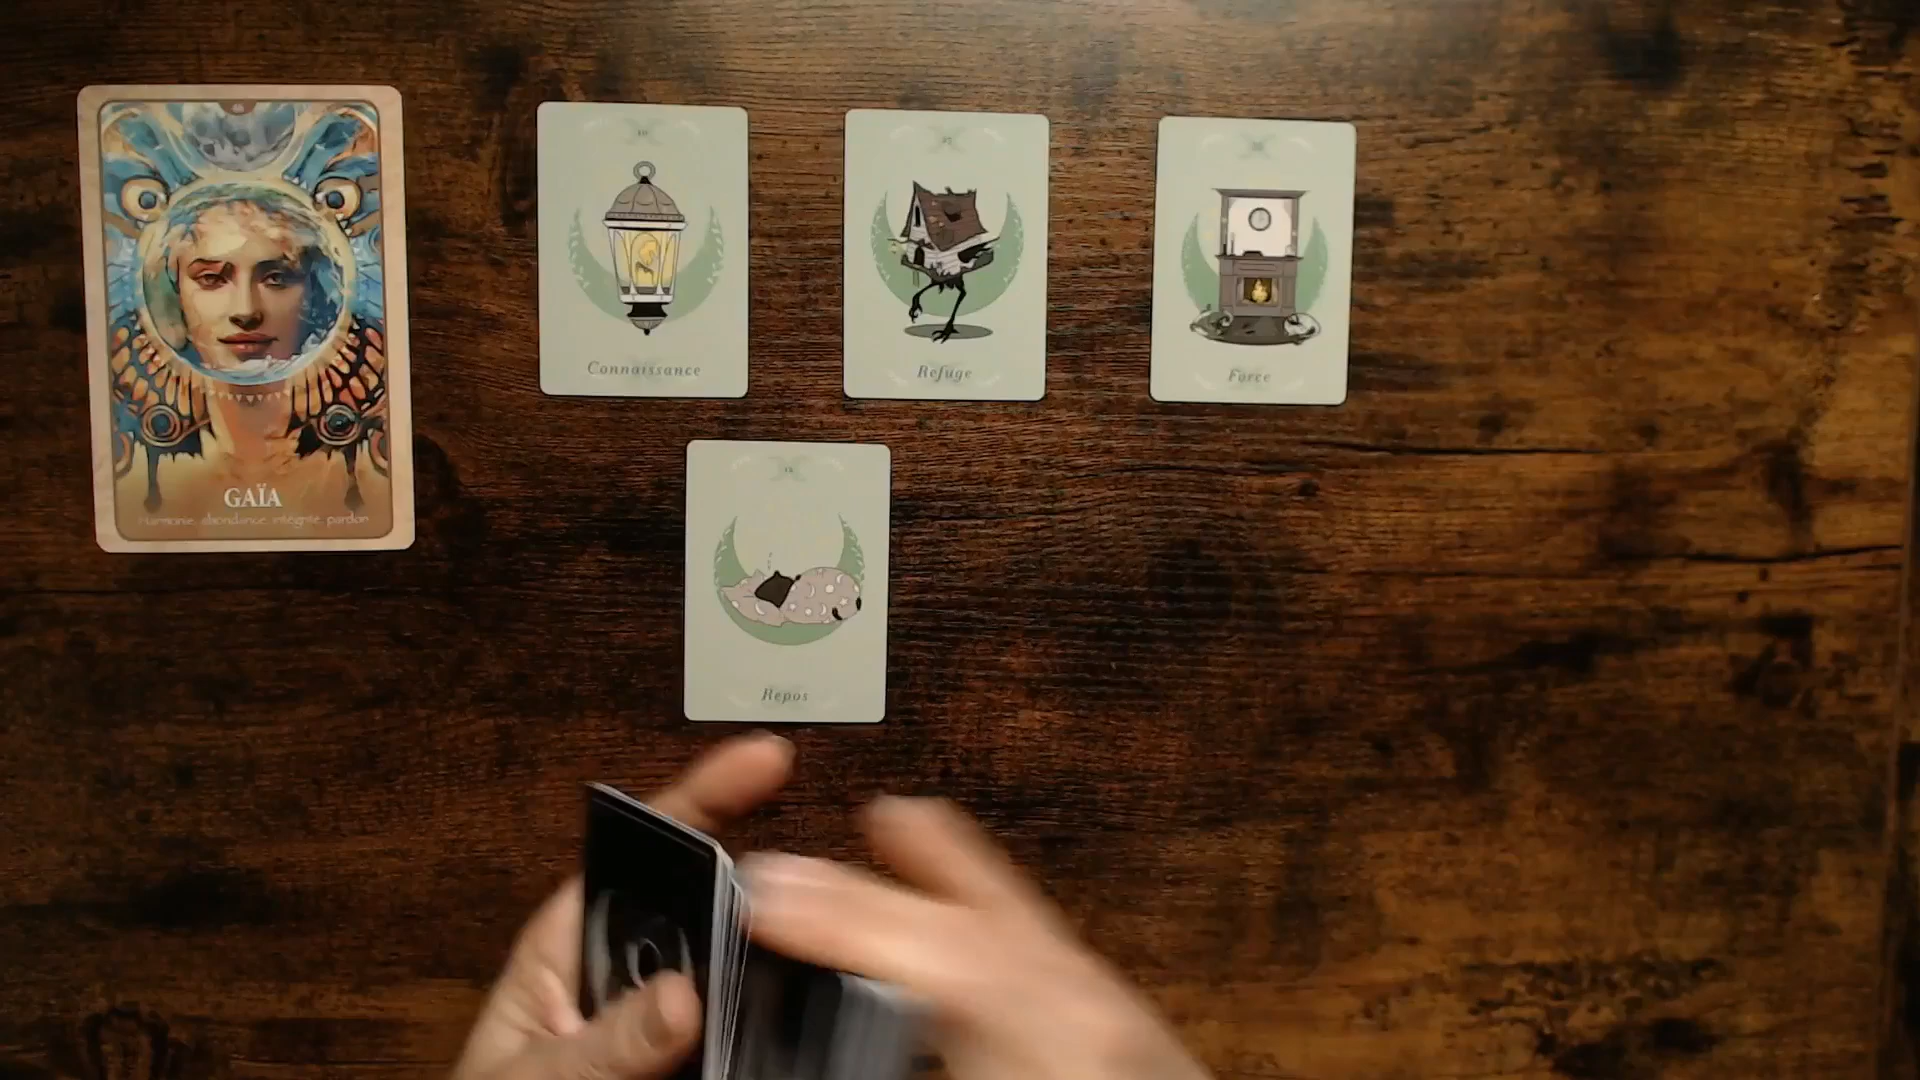 GAÏA
Harmonie, abondance, intégrité, pardon
Connaissance
Refuge
Force
Repos